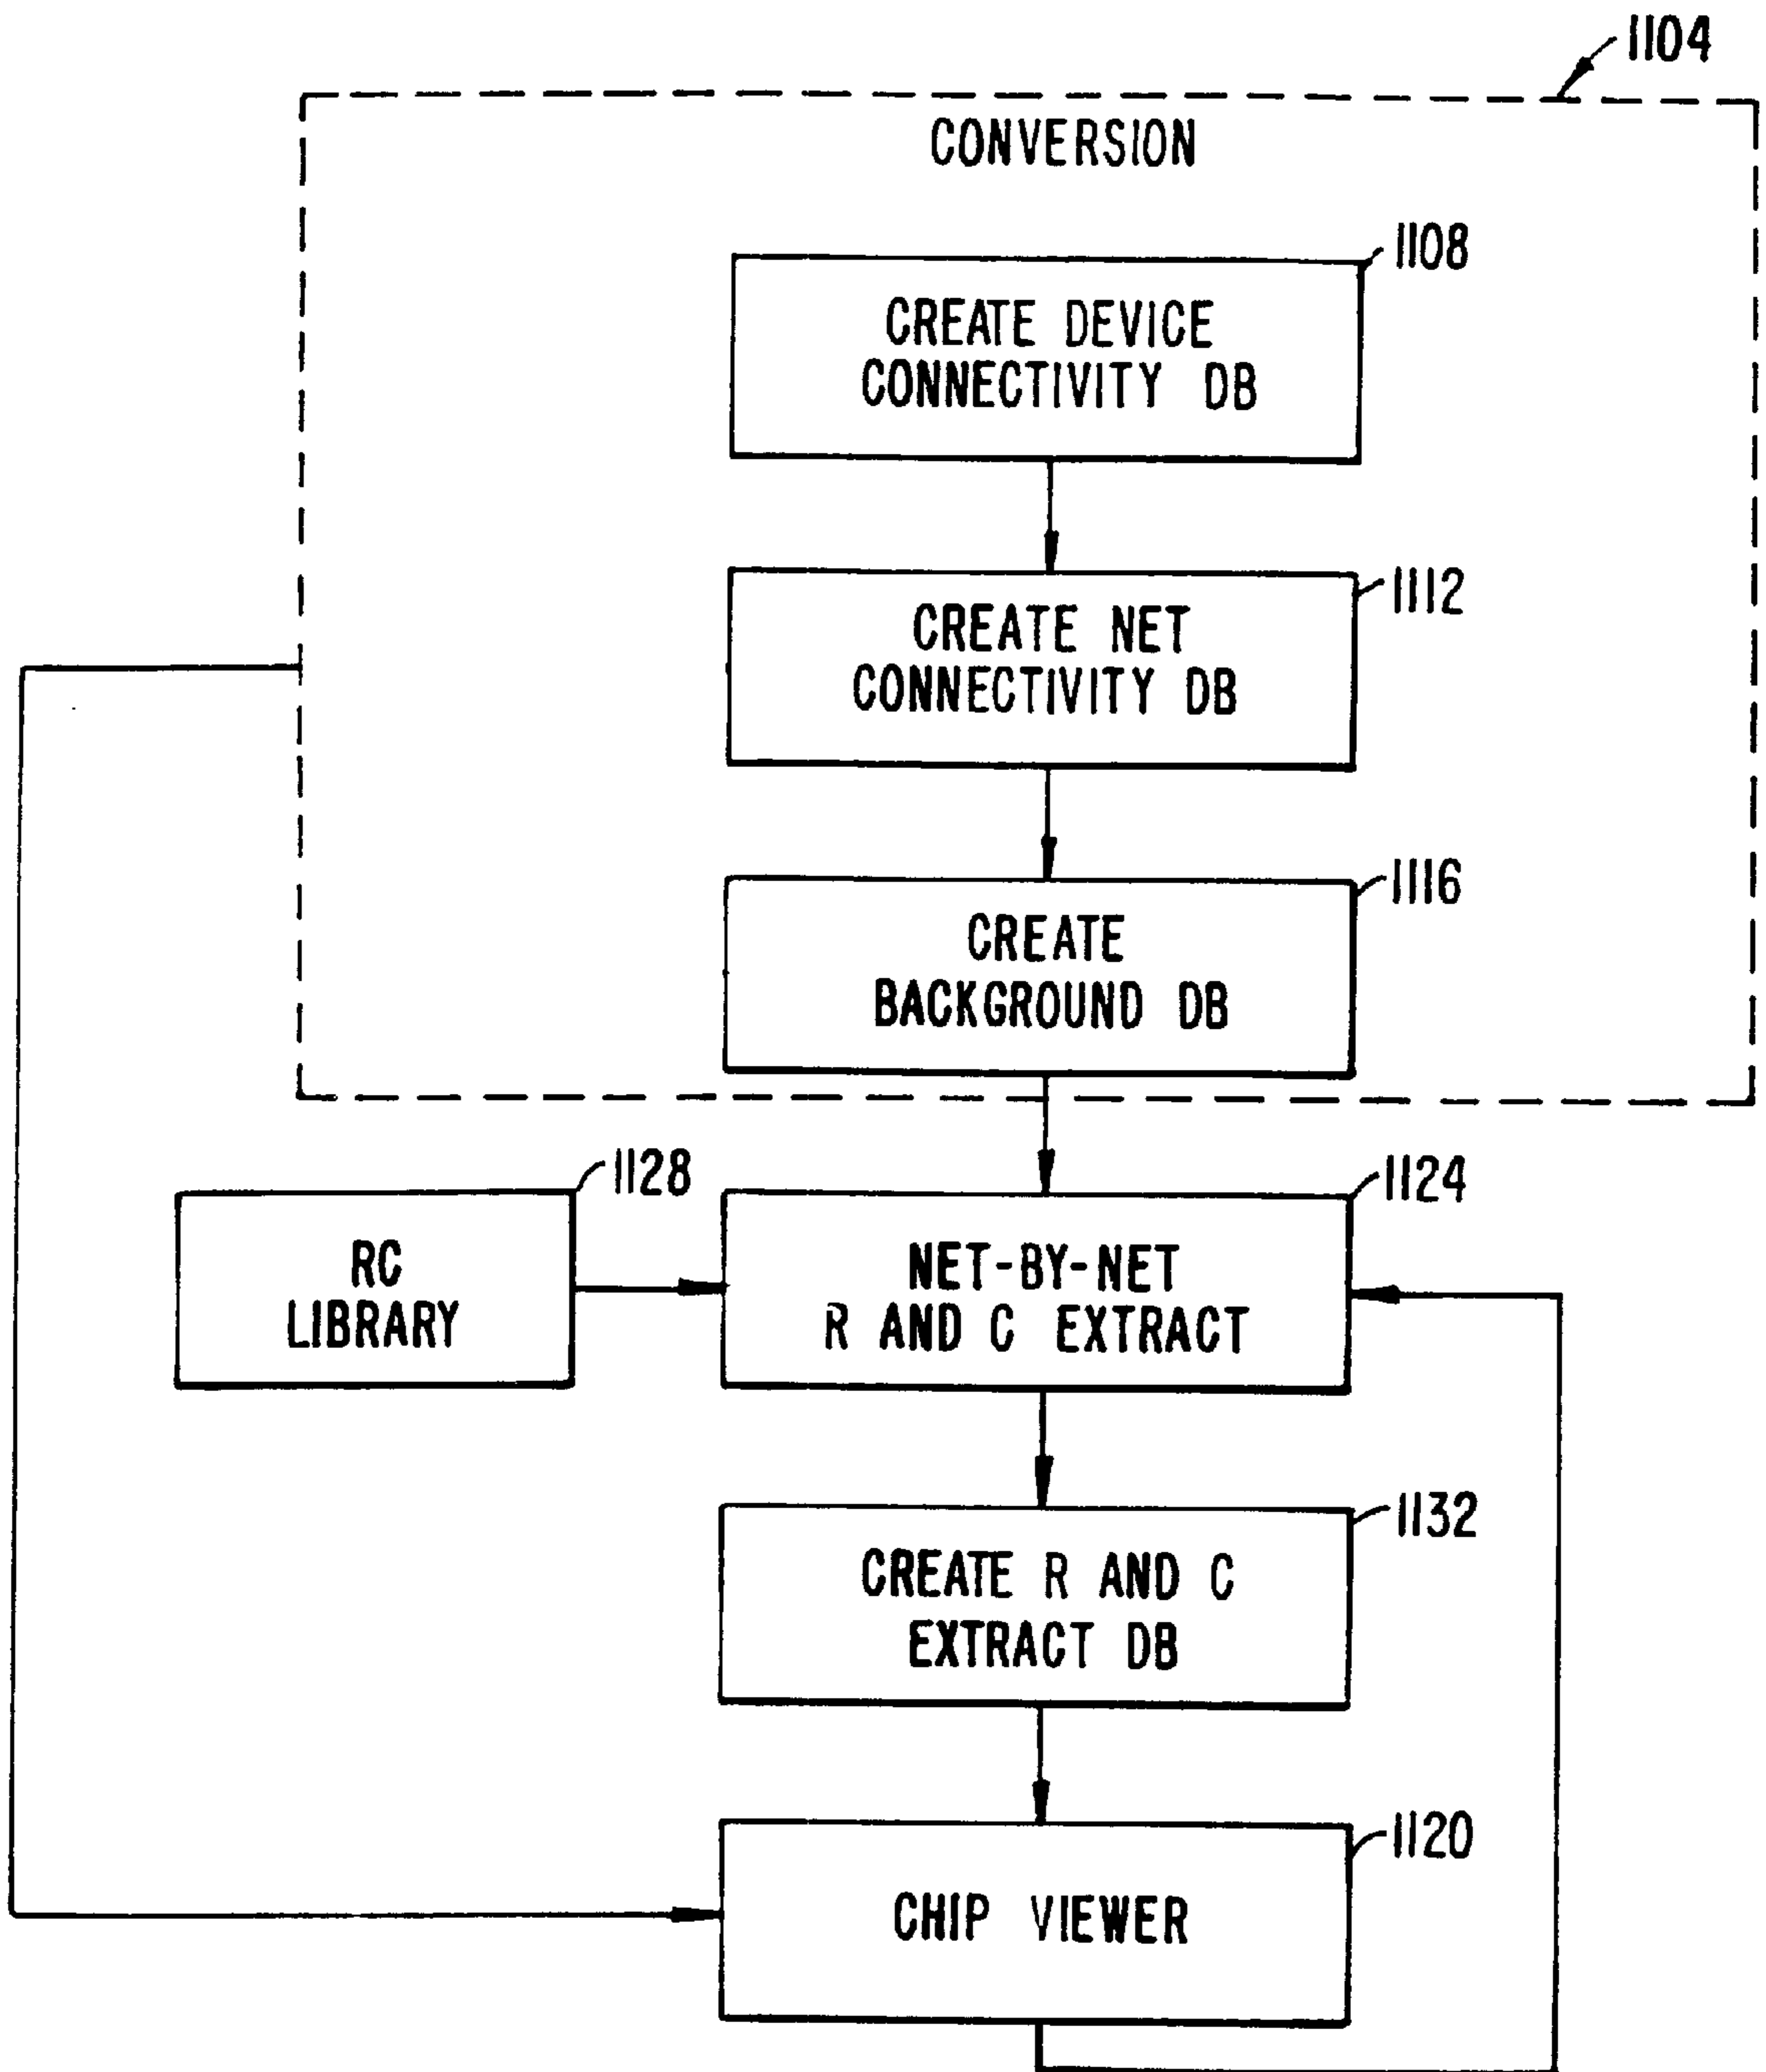 1104
CONVERSION
1108
CREATE DEVICE
CONNECTIVITY DB
1112
CREATE NET
CONNECTIVITY DB
1116
CREATE
BACKGROUND DB
1128
RC
LIBRARY
1124
NET-BY-NET
R AND C EXTRACT
1132
CREATE R AND C
EXTRACT DB
1120
CHIP VIEWER